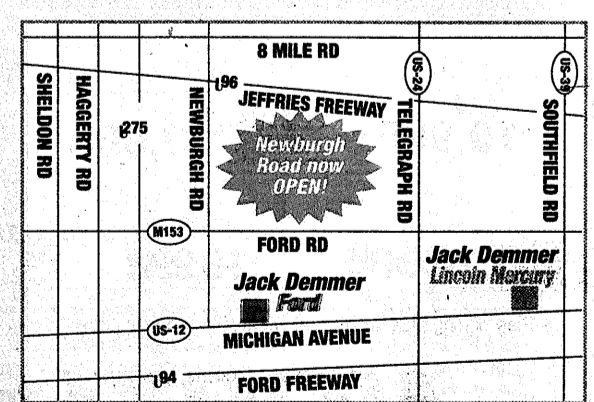 8 MILE RD
US-24
US-39
I-96
JEFFRIES FREEWAY
SHELDON RD
HAGGERTY RD
I-275
NEWBURGH RD
TELEGRAPH RD
SOUTHFIELD RD
Newburgh
Road now
OPEN!
M153
FORD RD
Jack Demmer
Lincoln Mercury
Jack Demmer
Ford
US-12
MICHIGAN AVENUE
I-94
FORD FREEWAY